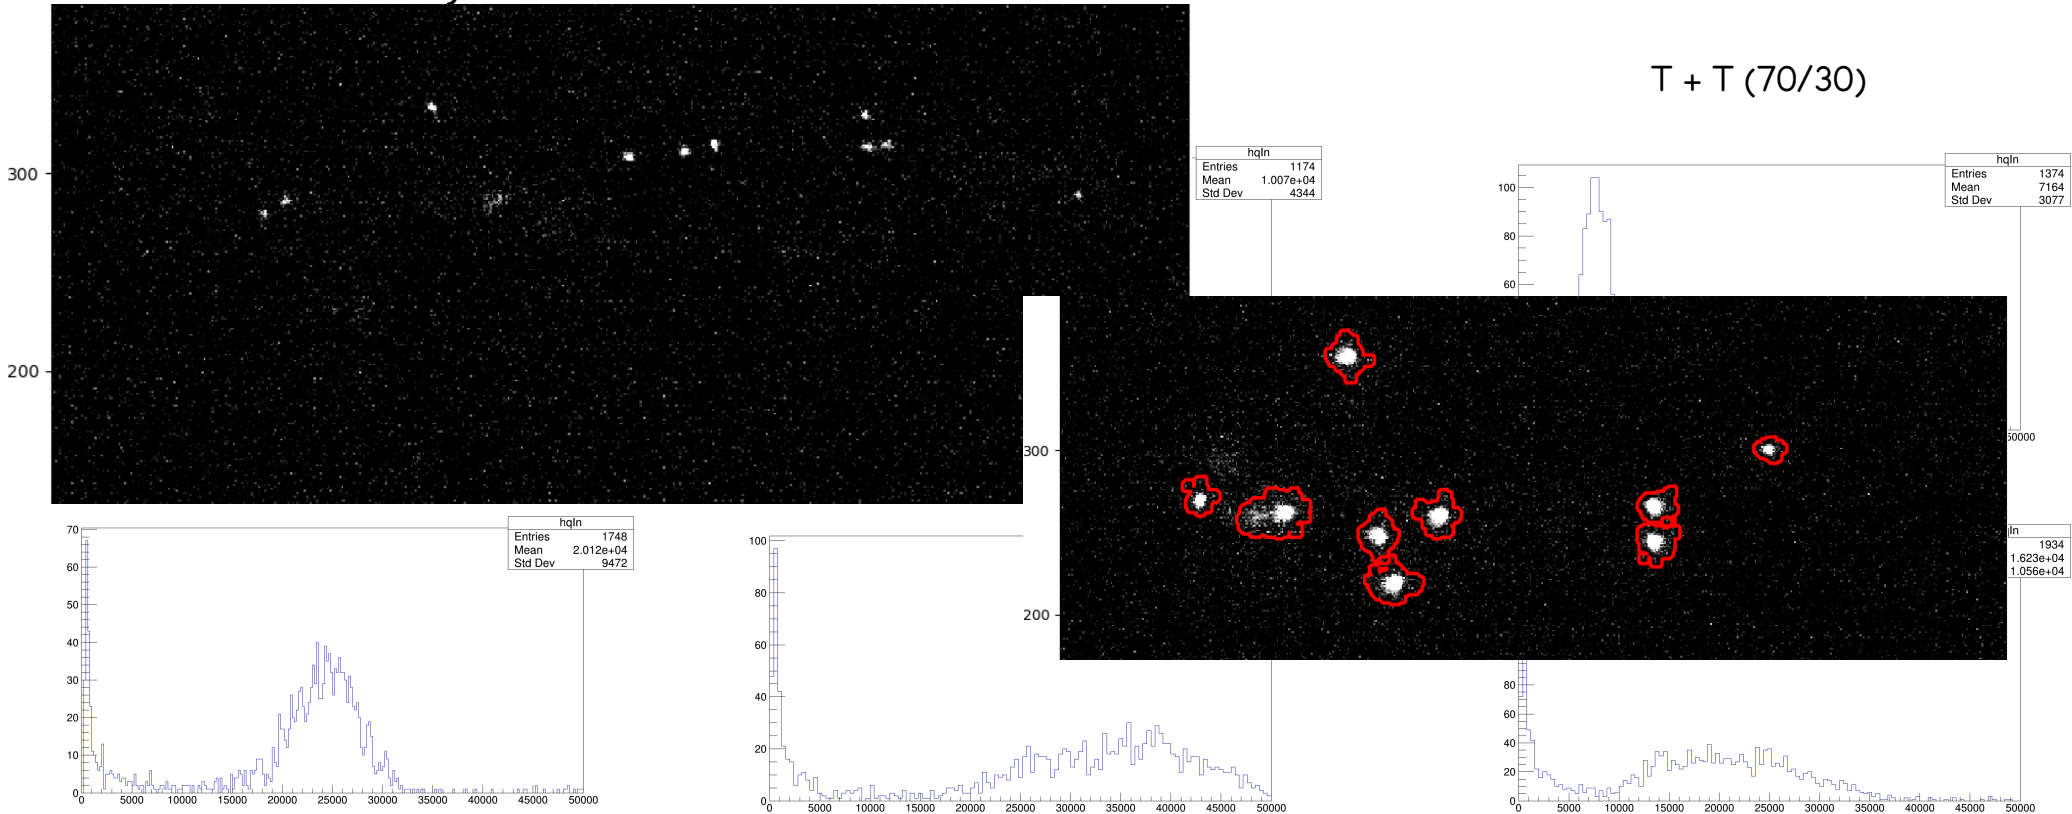 T + T (70/30)
300
200
hqIn
Entries 1174
Mean 1.007e+04
Std Dev 4344
hqIn
Entries 1374
Mean 7164
Std Dev 3077
100
80
60
300
200
hqIn
Entries 1748
Mean 2.012e+04
Std Dev 9472
1934
1.623e+04
1.056e+04
70
60
50
40
30
20
10
0
0 5000 10000 15000 20000 25000 30000 35000 40000 45000 50000
100
80
60
40
20
0
0 5000 10000 15000 20000 25000 30000 35000 40000 45000 50000
80
60
40
20
0
0 5000 10000 15000 20000 25000 30000 35000 40000 45000 50000